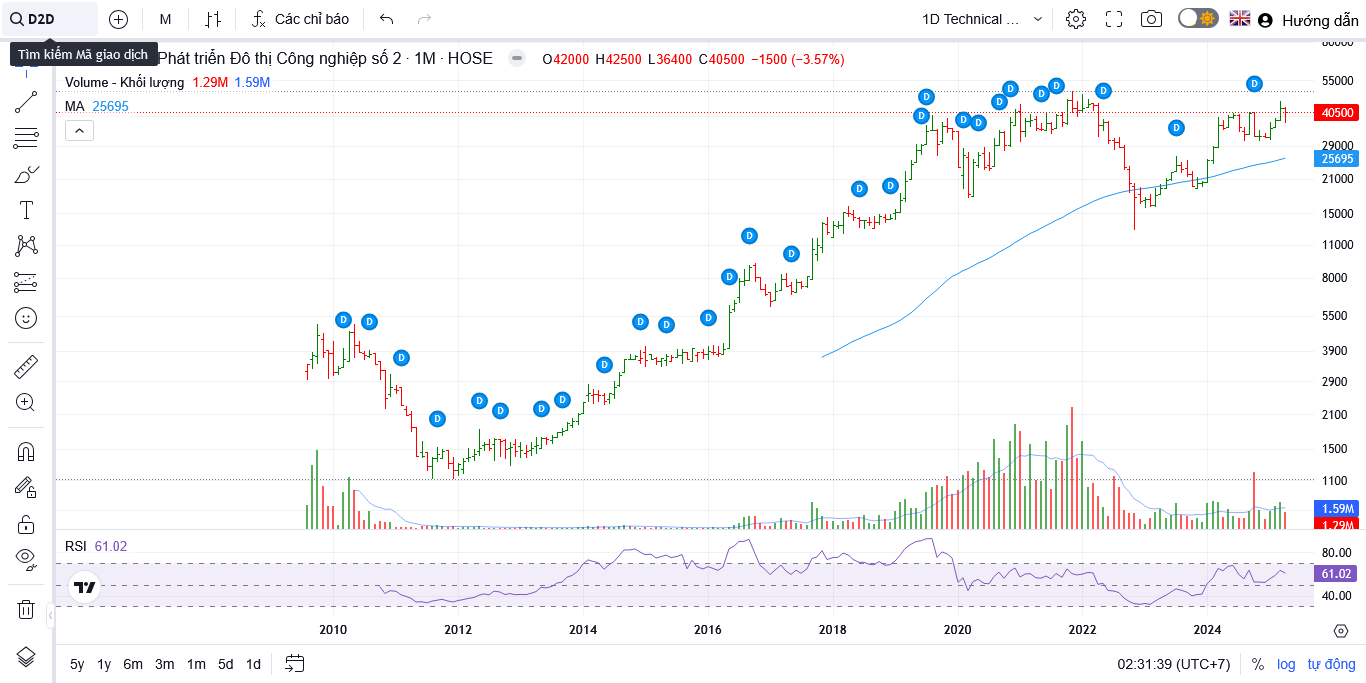 D2D
M
Các chỉ báo
1D Technical ...
Hướng dẫn
Tìm kiếm Mã giao dịch
Phát triển Đô thị Công nghiệp số 2 · 1M · HOSE
O42000 H42500 L36400 C40500 −1500 (−3.57%)
Volume - Khối lượng 1.29M 1.59M
MA 25695
80000
55000
40500
29000
25695
21000
15000
11000
8000
5500
3900
2900
2100
1500
1100
1.59M
1.29M
D D D D D D D D D D D D D D D D D D D D D D D D D D D D D
RSI 61.02
80.00
61.02
40.00
2010 2012 2014 2016 2018 2020 2022 2024
5y 1y 6m 3m 1m 5d 1d
02:31:39 (UTC+7)
% log tự động